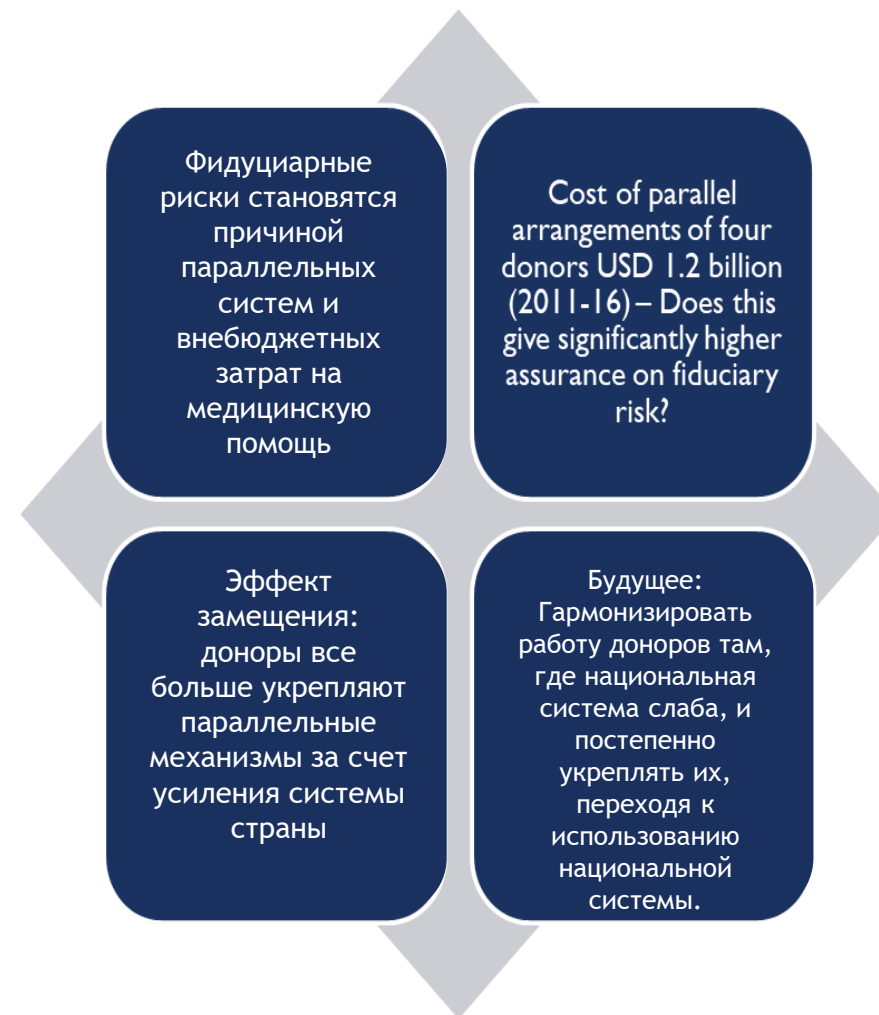 Фидуциарные
риски становятся
причиной
параллельных
систем и
внебюджетных
затрат на
медицинскую
помощь
Cost of parallel
arrangements of four
donors USD 1.2 billion
(2011-16) – Does this
give significantly higher
assurance on fiduciary
risk?
Эффект
замещения:
доноры все
больше укрепляют
параллельные
механизмы за счет
усиления системы
страны
Будущее:
Гармонизировать
работу доноров там,
где национальная
система слаба, и
постепенно
укреплять их,
переходя к
использованию
национальной
системы.